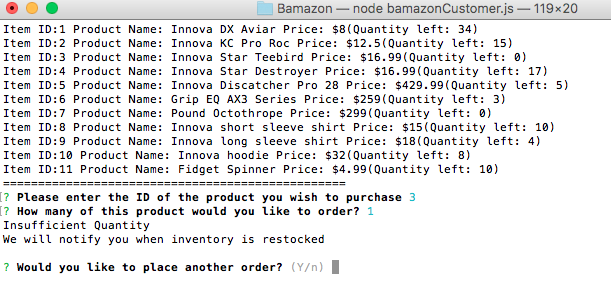 Bamazon — node bamazonCustomer.js — 119×20
Item ID:1 Product Name: Innova DX Aviar Price: $8(Quantity left: 34)
Item ID:2 Product Name: Innova KC Pro Roc Price: $12.5(Quantity left: 15)
Item ID:3 Product Name: Innova Star Teebird Price: $16.99(Quantity left: 0)
Item ID:4 Product Name: Star Destroyer Price: $16.99(Quantity left: 17)
Item ID:5 Product Name: Innova Discatcher Pro 28 Price: $429.99(Quantity left: 5)
Item ID:6 Product Name: Grip EQ AX3 Series Price: $259(Quantity left: 3)
Item ID:7 Product Name: Pound Octothrope Price: $299(Quantity left: 0)
Item ID:8 Product Name: Innova short sleeve shirt Price: $15(Quantity left: 10)
Item ID:9 Product Name: Innova long sleevey shirt Price: $18(Quantity left: 4)
Item ID:10 Product Name: Innova hoodie Price: $32(Quantity left: 8)
Item ID:11 Product Name: Fidget Spinner Price: $4.99(Quantity left: 10)
===============================================
[? Please enter the ID of the product you wish to purchase 3
[? How many of this product would you like to order? 1
Insufficient Quantity
We will notify you when inventory is restocked
? Would you like to place another order? (Y/n)